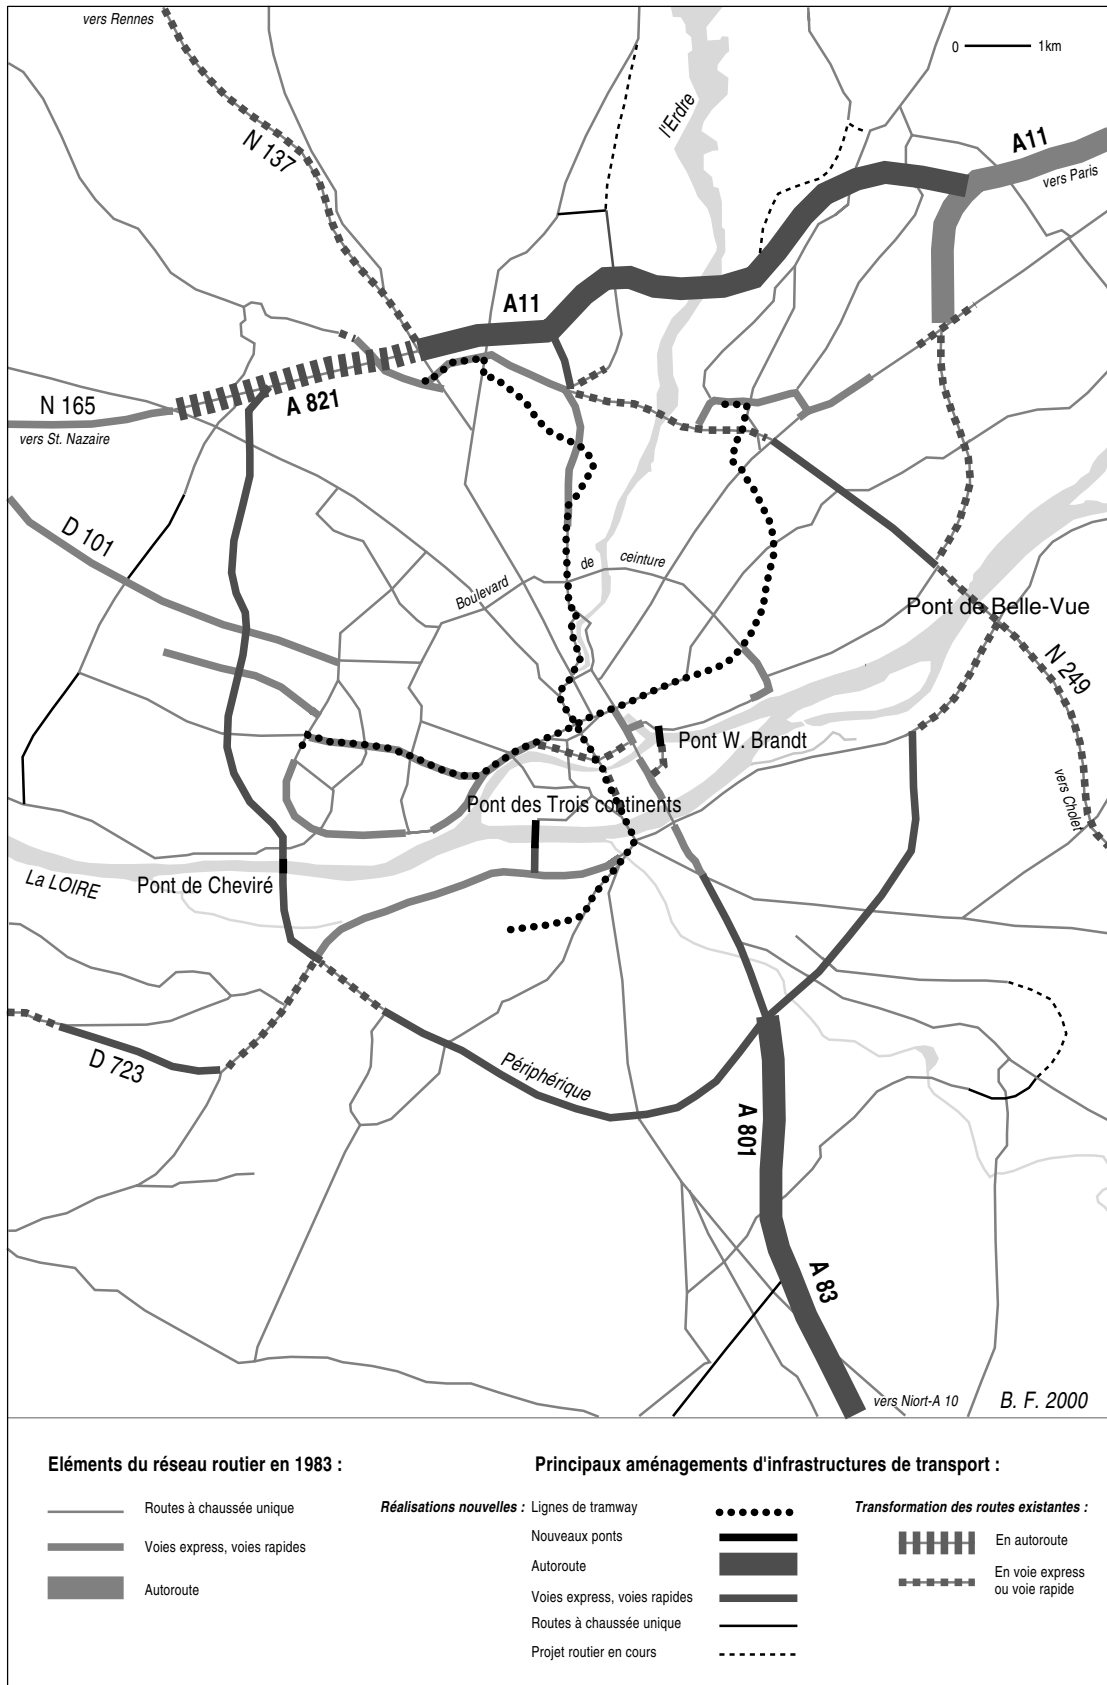 vers Rennes
0
1km
l'Erdre
N 137
A11
vers Paris
A11
A 821
N 165
vers St. Nazaire
D 101
Boulevard
de
ceinture
Pont de Belle-Vue
N 249
Pont W. Brandt
vers Cholet
Pont des Trois continents
La LOIRE
Pont de Cheviré
D 723
Périphérique
A 801
A 83
vers Niort-A 10
B. F. 2000
Eléments du réseau routier en 1983 :
Routes à chaussée unique
Voies express, voies rapides
Autoroute
Principaux aménagements d'infrastructures de transport :
Réalisations nouvelles : Lignes de tramway
Nouveaux ponts
Autoroute
Voies express, voies rapides
Routes à chaussée unique
Projet routier en cours
Transformation des routes existantes :
En autoroute
En voie express
ou voie rapide